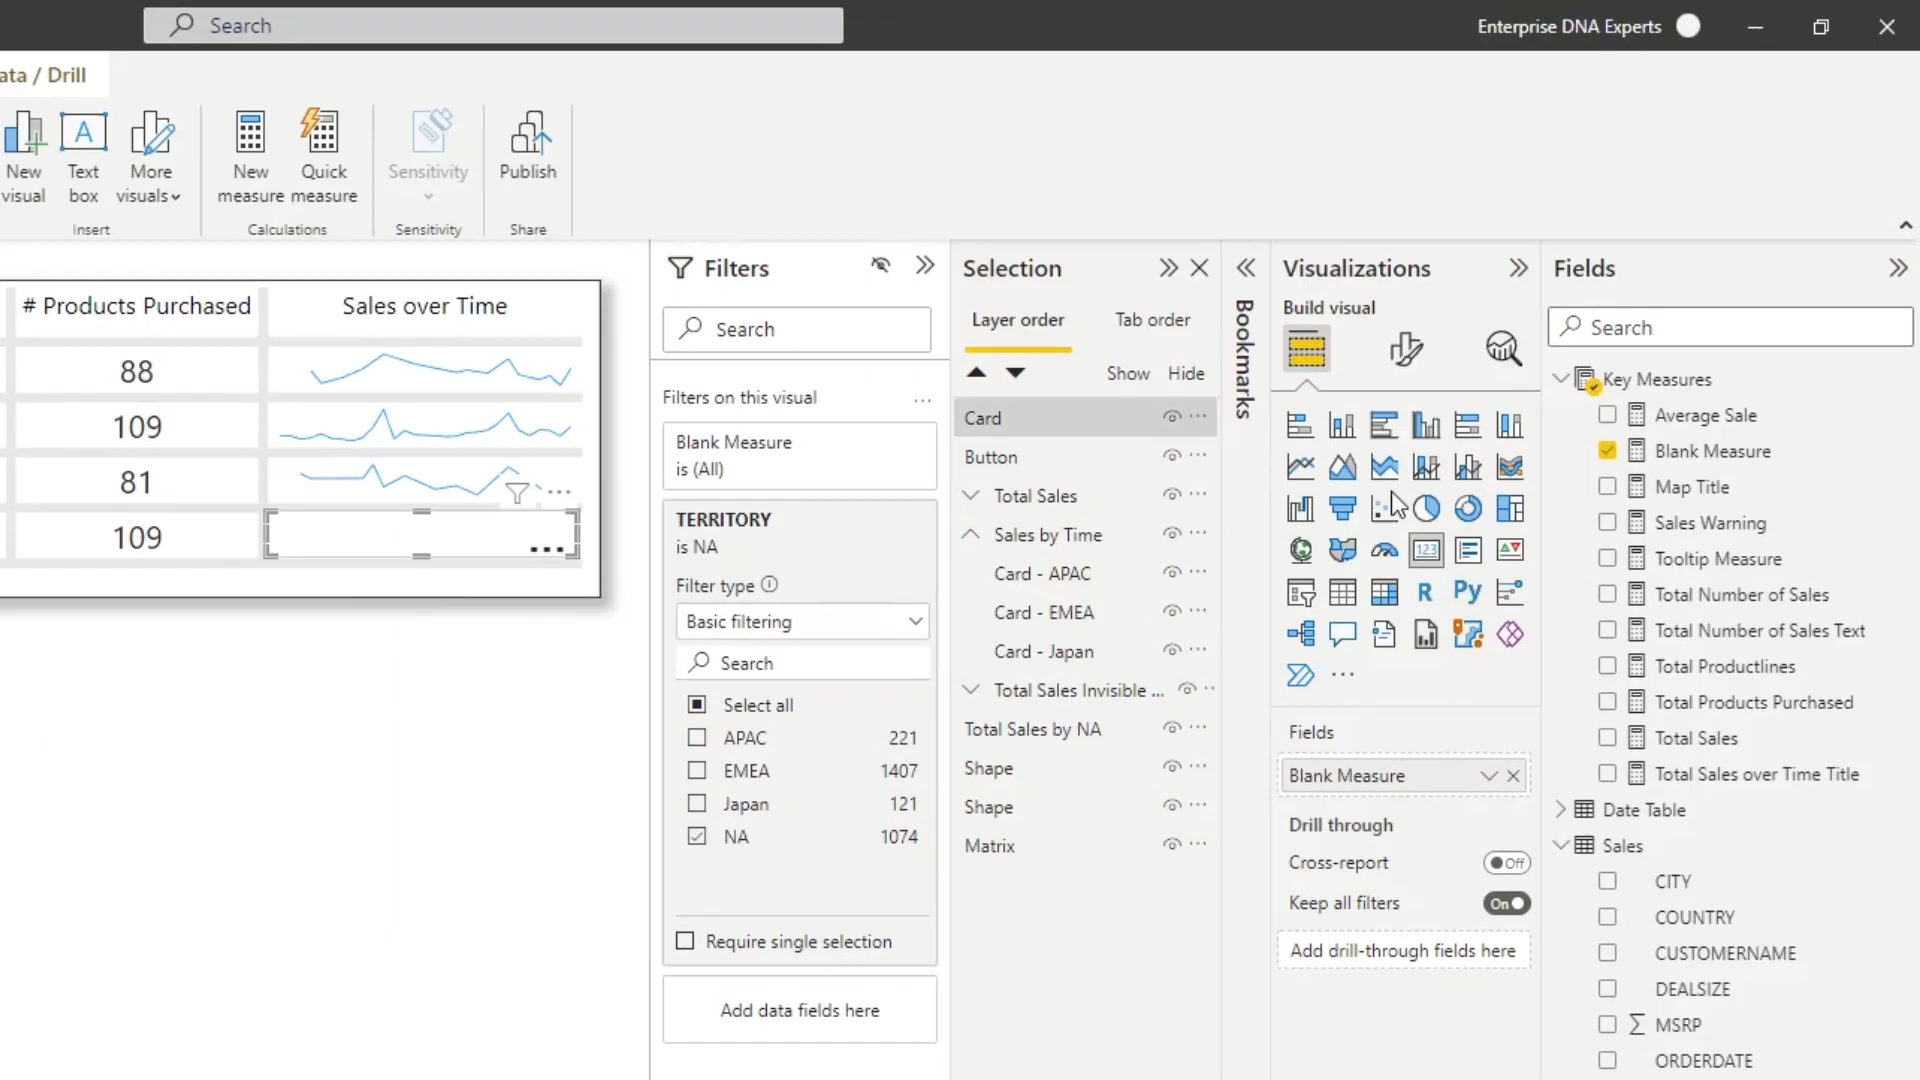 Search
Enterprise DNA Experts
ata / Drill
New
visual
Text
box
More
visuals
Insert
New
measure
Quick
measure
Calculations
Sensitivity
Sensitivity
Publish
Share
# Products Purchased
Sales over Time
88
109
81
109
...
Filters
Search
Filters on this visual
...
Blank Measure
is (All)
TERRITORY
is NA
Filter type
Basic filtering
Search
Select all
APAC 221
EMEA 1407
Japan 121
NA 1074
Require single selection
Add data fields here
Selection
Layer order
Tab order
Show Hide
Card
Button
Total Sales
Sales by Time
Card - APAC
Card - EMEA
Card - Japan
Total Sales Invisible ...
Total Sales by NA
Shape
Shape
Matrix
Bookmarks
Visualizations
Build visual
123
R
Py
...
Fields
Blank Measure
Drill through
Cross-report
Off
Keep all filters
On
Add drill-through fields here
Fields
Search
Key Measures
Average Sale
Blank Measure
Map Title
Sales Warning
Tooltip Measure
Total Number of Sales
Total Number of Sales Text
Total Productlines
Total Products Purchased
Total Sales
Total Sales over Time Title
Date Table
Sales
CITY
COUNTRY
CUSTOMERNAME
DEALSIZE
∑ MSRP
ORDERDATE